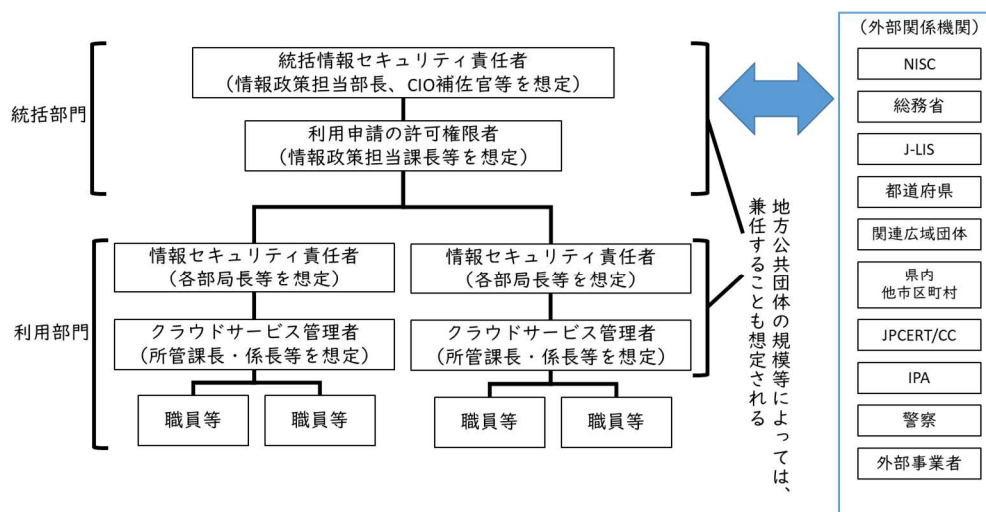 統括部門
統括情報セキュリティ責任者
（情報政策担当部長、CIO補佐官等を想定）
利用申請の許可権限者
（情報政策担当課長等を想定）
利用部門
情報セキュリティ責任者
（各部局長等を想定）
クラウドサービス管理者
（所管課長・係長等を想定）
職員等
職員等
情報セキュリティ責任者
（各部局長等を想定）
クラウドサービス管理者
（所管課長・係長等を想定）
職員等
職員等
地方公共団体の規模等によっては、
兼任することも想定される
（外部関係機関）
NISC
総務省
J-LIS
都道府県
関連広域団体
県内
他市区町村
JPCERT/CC
IPA
警察
外部事業者